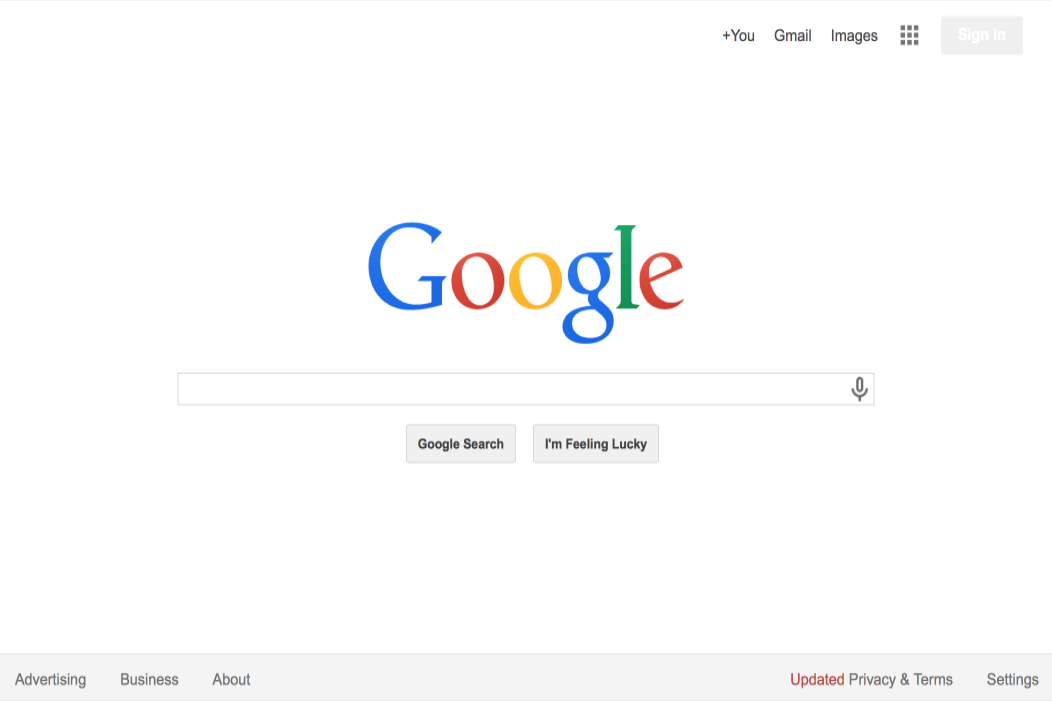 +You Gmail Images Sign in
Google
Google Search I'm Feeling Lucky
Advertising Business About Updated Privacy & Terms Settings